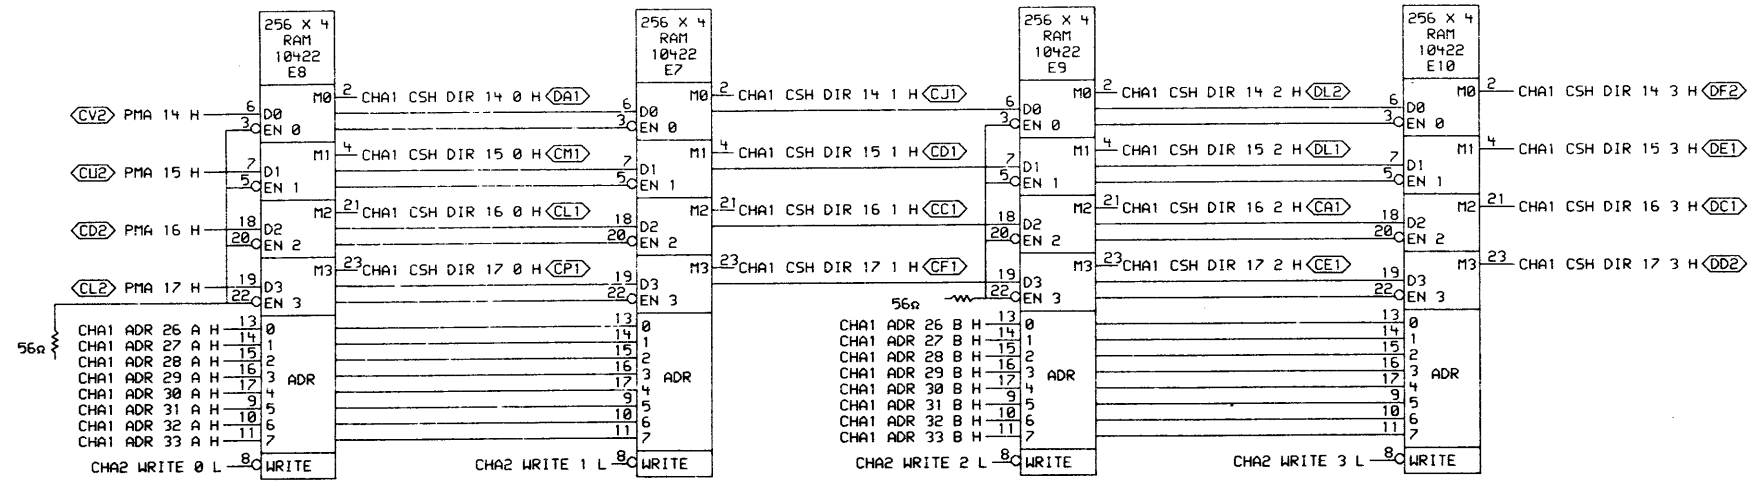 256 X 4
RAM
10422
E8
M0 2 CHA1 CSH DIR 14 0 H DA1
CV2 PMA 14 H 6 D0
3 EN 0
M1 4 CHA1 CSH DIR 15 0 H CM1
CU2 PMA 15 H 7 D1
5 EN 1
M2 21 CHA1 CSH DIR 16 0 H CL1
CD2 PMA 16 H 18 D2
20 EN 2
M3 23 CHA1 CSH DIR 17 0 H CP1
CL2 PMA 17 H 19 D3
22 EN 3
56Ω
CHA1 ADR 26 A H 13 0
CHA1 ADR 27 A H 14 1
CHA1 ADR 28 A H 15 2
CHA1 ADR 29 A H 16 3 ADR
CHA1 ADR 30 A H 17 4
CHA1 ADR 31 A H 9 5
CHA1 ADR 32 A H 10 6
CHA1 ADR 33 A H 11 7
CHA2 WRITE 0 L 8 WRITE
256 X 4
RAM
10422
E7
M0 2 CHA1 CSH DIR 14 1 H CJ1
6 D0
3 EN 0
M1 4 CHA1 CSH DIR 15 1 H CD1
7 D1
5 EN 1
M2 21 CHA1 CSH DIR 16 1 H CC1
18 D2
20 EN 2
M3 23 CHA1 CSH DIR 17 1 H CF1
19 D3
22 EN 3
13 0
14 1
15 2
16 3 ADR
17 4
9 5
10 6
11 7
CHA2 WRITE 1 L 8 WRITE
256 X 4
RAM
10422
E9
M0 2 CHA1 CSH DIR 14 2 H DL2
6 D0
3 EN 0
M1 4 CHA1 CSH DIR 15 2 H DL1
7 D1
5 EN 1
M2 21 CHA1 CSH DIR 16 2 H CA1
18 D2
20 EN 2
M3 23 CHA1 CSH DIR 17 2 H CE1
19 D3
56Ω 22 EN 3
CHA1 ADR 26 B H 13 0
CHA1 ADR 27 B H 14 1
CHA1 ADR 28 B H 15 2
CHA1 ADR 29 B H 16 3 ADR
CHA1 ADR 30 B H 17 4
CHA1 ADR 31 B H 9 5
CHA1 ADR 32 B H 10 6
CHA1 ADR 33 B H 11 7
CHA2 WRITE 2 L 8 WRITE
256 X 4
RAM
10422
E10
M0 2 CHA1 CSH DIR 14 3 H DF2
6 D0
3 EN 0
M1 4 CHA1 CSH DIR 15 3 H DE1
7 D1
5 EN 1
M2 21 CHA1 CSH DIR 16 3 H DC1
18 D2
20 EN 2
M3 23 CHA1 CSH DIR 17 3 H DD2
19 D3
22 EN 3
13 0
14 1
15 2
16 3 ADR
17 4
9 5
10 6
11 7
CHA2 WRITE 3 L 8 WRITE